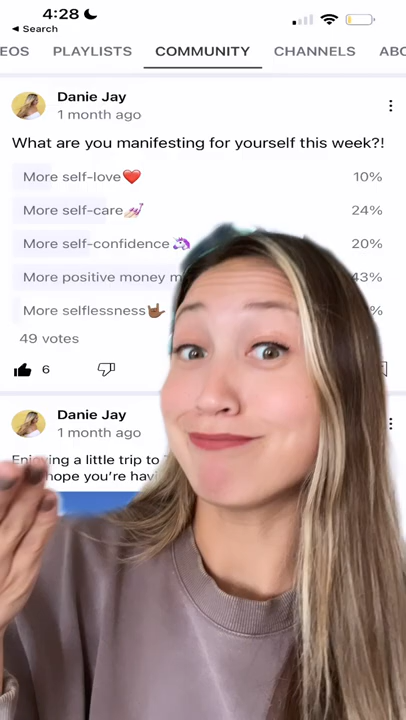 4:28
Search
EOS PLAYLISTS COMMUNITY CHANNELS ABO
Danie Jay
1 month ago
What are you manifesting for yourself this week?!
More self-love❤️ 10%
More self-care💅🏻 24%
More self-confidence 🦄 20%
More positive money m 43%
More selflessness🤟🏾 %
49 votes
6
Danie Jay
1 month ago
Enjoying a little trip to
hope you're havi